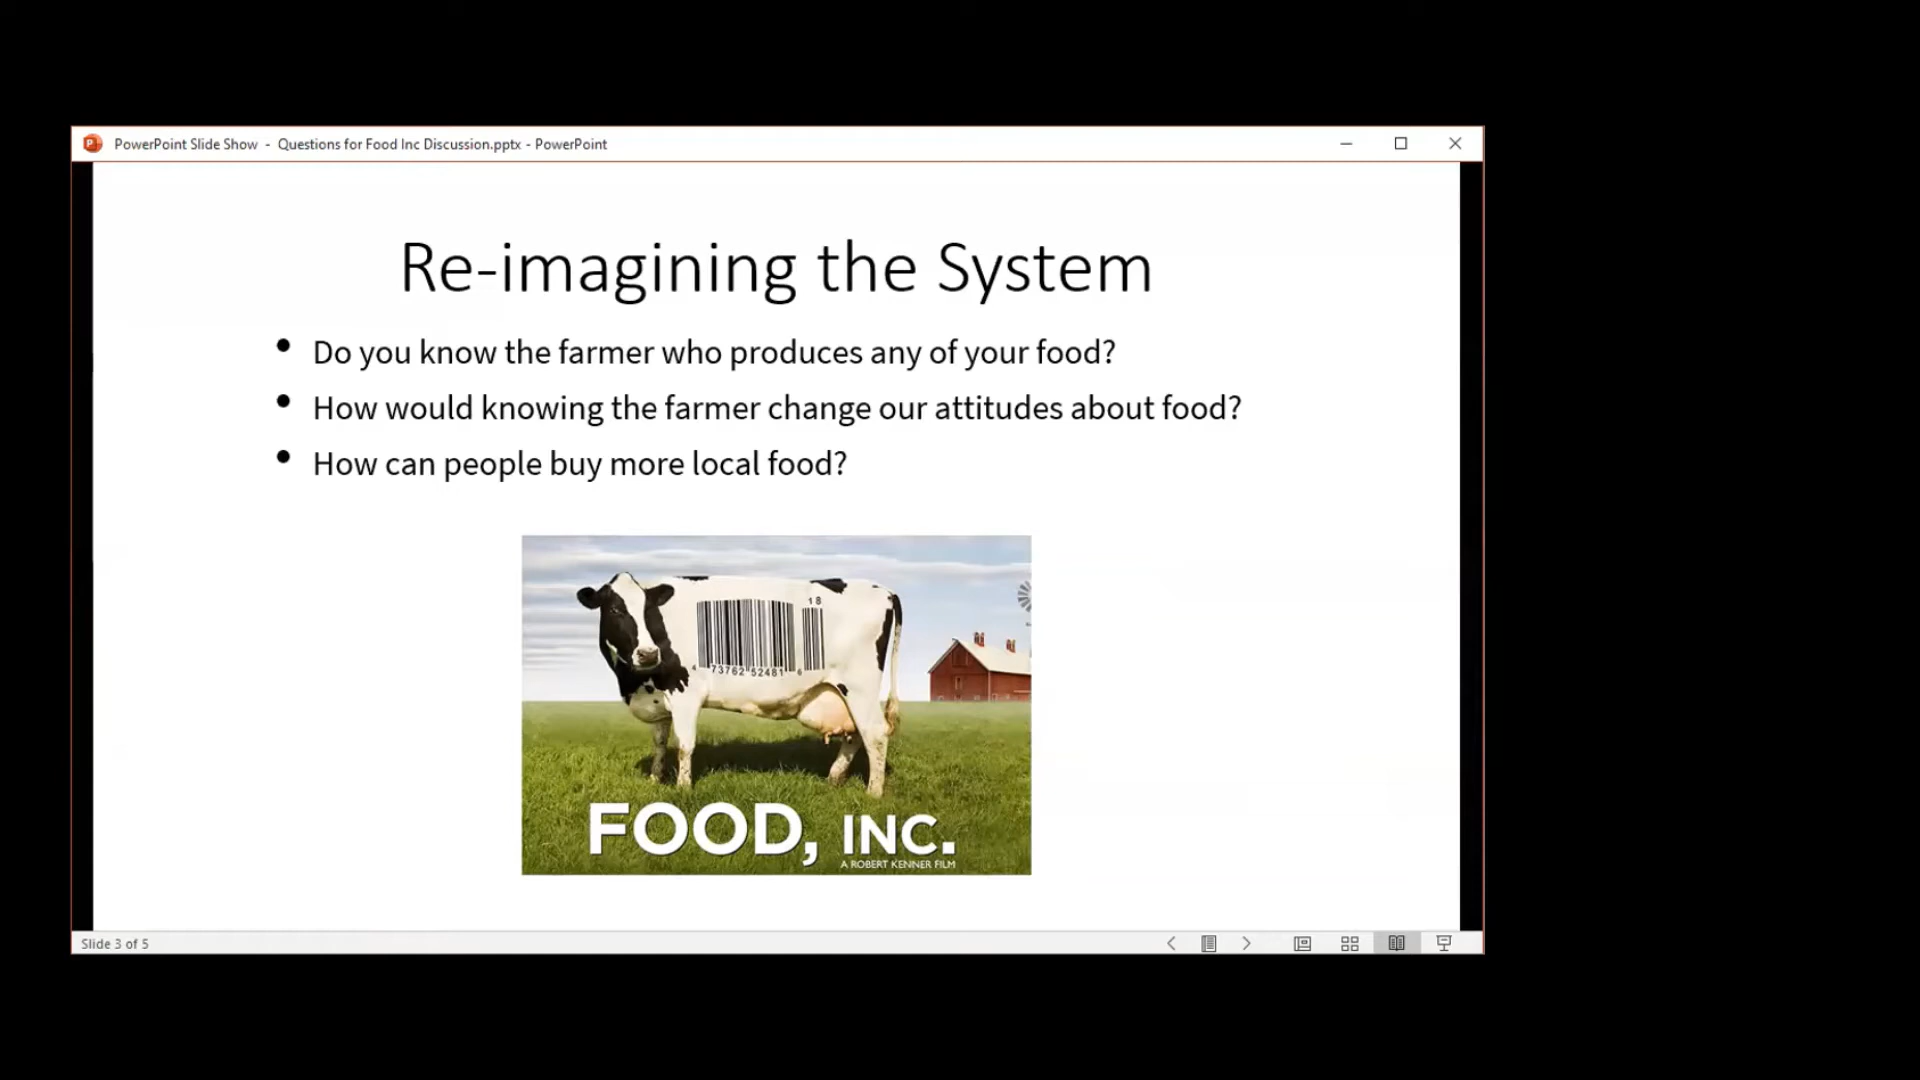 PowerPoint Slide Show - Questions for Food Inc Discussion.pptx - PowerPoint
Re-imagining the System
• Do you know the farmer who produces any of your food?
• How would knowing the farmer change our attitudes about food?
• How can people buy more local food?
18
4 73762 52481 6
FOOD, INC.
A ROBERT KENNER FILM
Slide 3 of 5